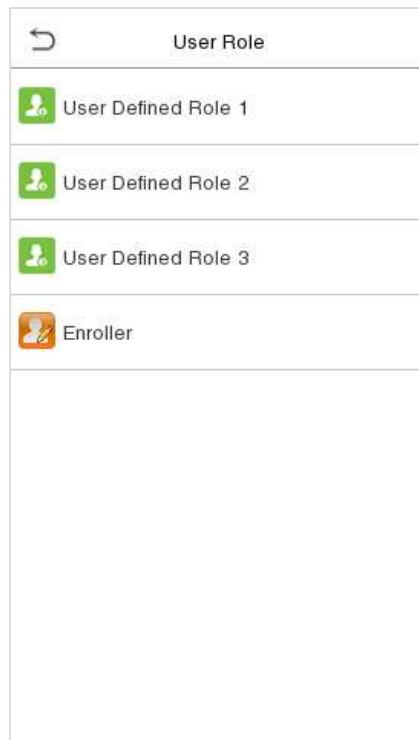 User Role
User Defined Role 1
User Defined Role 2
User Defined Role 3
Enroller